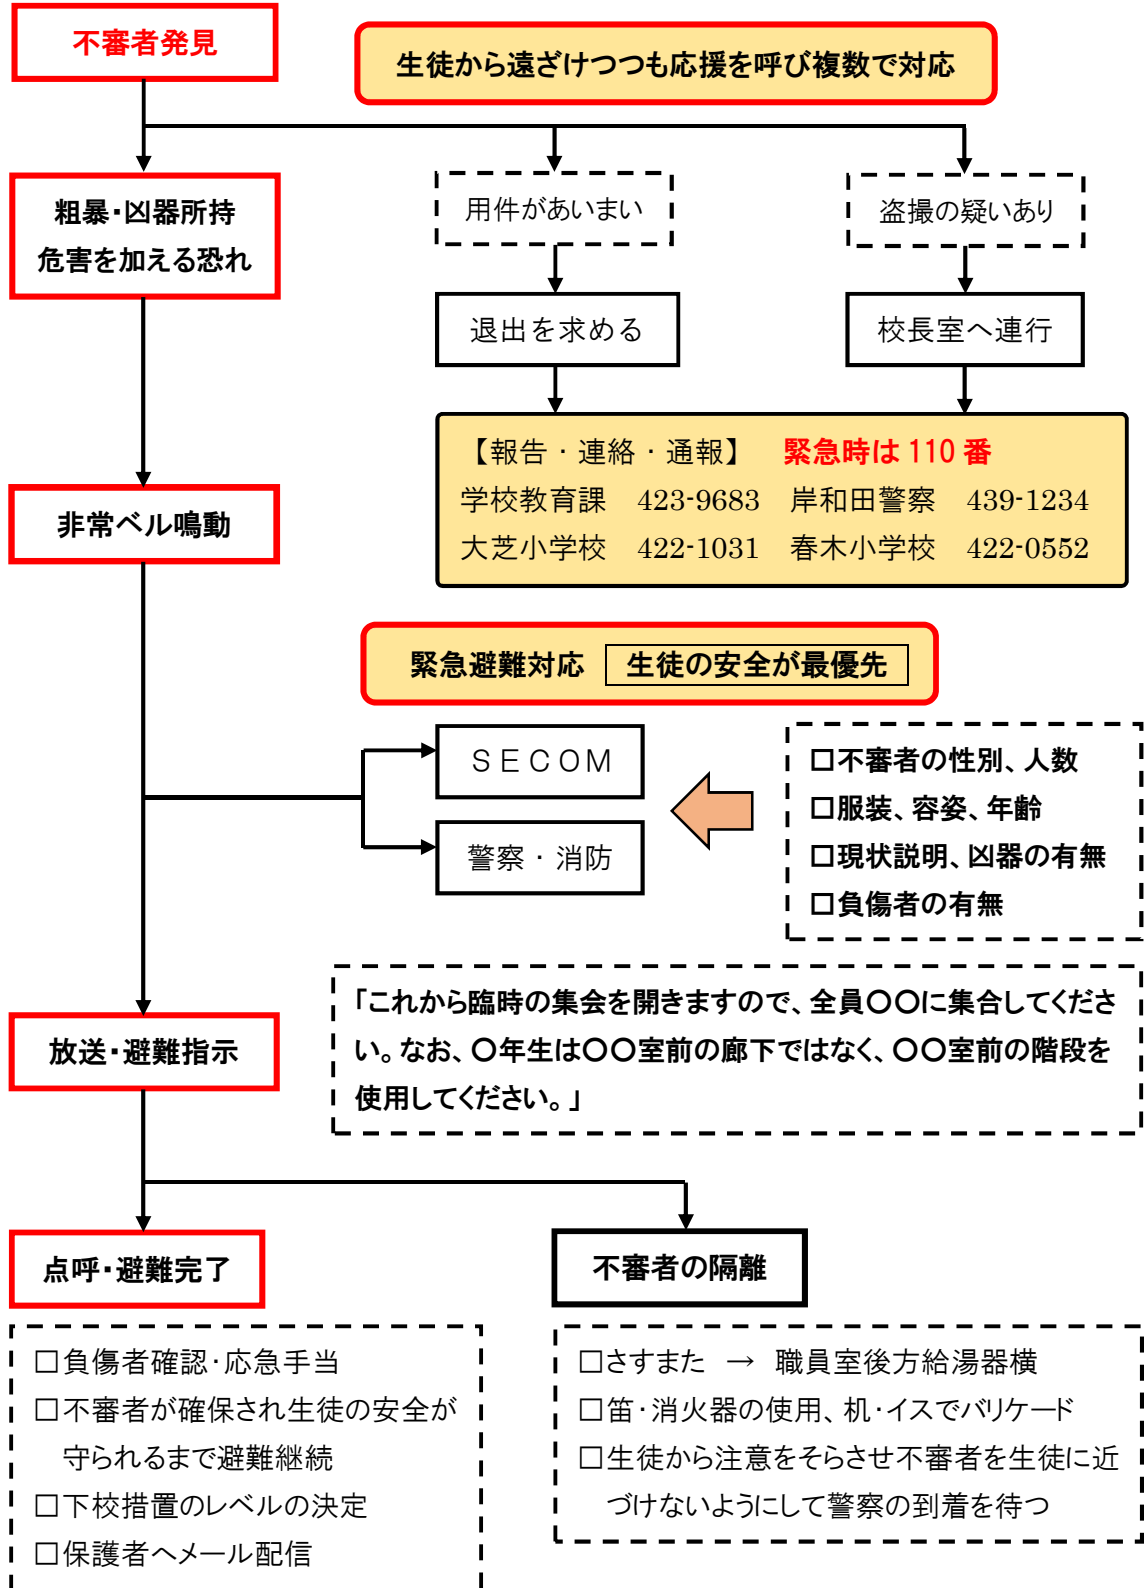 不審者発見
生徒から遠ざけつつも応援を呼び複数で対応
粗暴・凶器所持
危害を加える恐れ
用件があいまい
盗撮の疑いあり
退出を求める
校長室へ連行
【報告・連絡・通報】 緊急時は110番
学校教育課 423-9683 岸和田警察 439-1234
大芝小学校 422-1031 春木小学校 422-0552
非常ベル鳴動
緊急避難対応 生徒の安全が最優先
SECOM
警察・消防
□不審者の性別、人数
□服装、容姿、年齢
□現状説明、凶器の有無
□負傷者の有無
放送・避難指示
「これから臨時の集会を開きますので、全員〇〇に集合してくださ
い。なお、〇年生は〇〇室前の廊下ではなく、〇〇室前の階段を
使用してください。」
点呼・避難完了
不審者の隔離
□負傷者確認・応急手当
□不審者が確保され生徒の安全が
守られるまで避難継続
□下校措置のレベルの決定
□保護者へメール配信
□さすまた → 職員室後方給湯器横
□笛・消火器の使用、机・イスでバリケード
□生徒から注意をそらさせ不審者を生徒に近
づけないようにして警察の到着を待つ